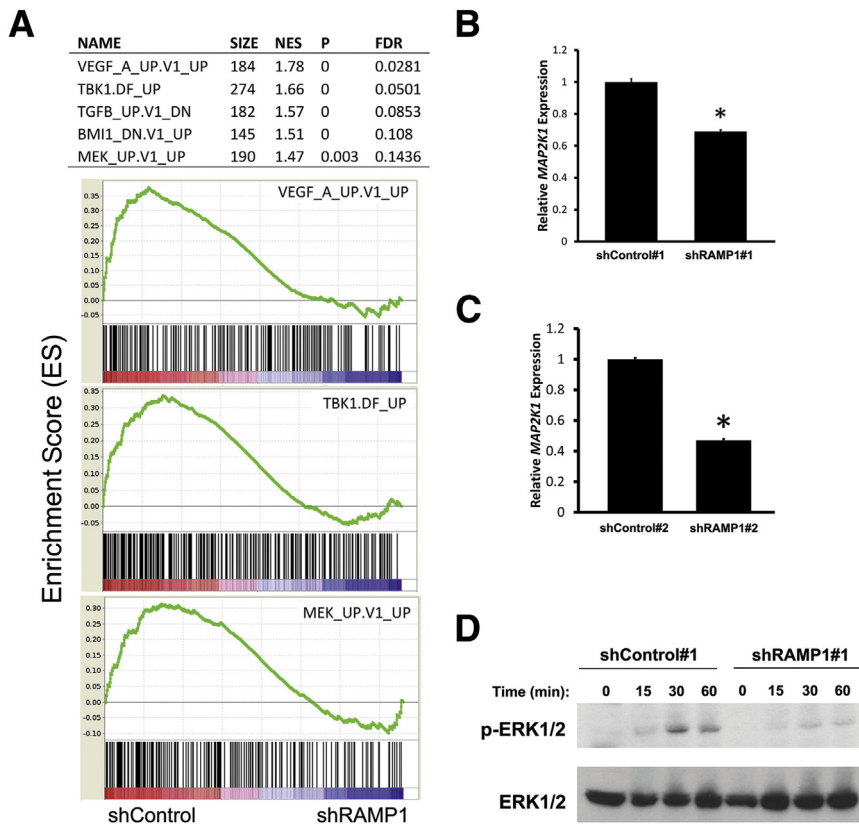 A
NAME SIZE NES P FDR
VEGF_A_UP.V1_UP 184 1.78 0 0.0281
TBK1.DF_UP 274 1.66 0 0.0501
TGFB_UP.V1_DN 182 1.57 0 0.0853
BMI1_DN.V1_UP 145 1.51 0 0.108
MEK_UP.V1_UP 190 1.47 0.003 0.1436
Enrichment Score (ES)
VEGF_A_UP.V1_UP
0.35
0.30
0.25
0.20
0.15
0.10
0.05
0.00
-0.05
TBK1.DF_UP
0.35
0.30
0.25
0.20
0.15
0.10
0.05
0.00
-0.05
MEK_UP.V1_UP
0.30
0.25
0.20
0.15
0.10
0.05
0.00
-0.05
-0.10
shControl shRAMP1
B
Relative MAP2K1 Expression
1.2
1
0.8
0.6
0.4
0.2
0
*
shControl#1 shRAMP1#1
C
Relative MAP2K1 Expression
1.2
1
0.8
0.6
0.4
0.2
0
*
shControl#2 shRAMP1#2
D
shControl#1 shRAMP1#1
Time (min): 0 15 30 60 0 15 30 60
p-ERK1/2
ERK1/2